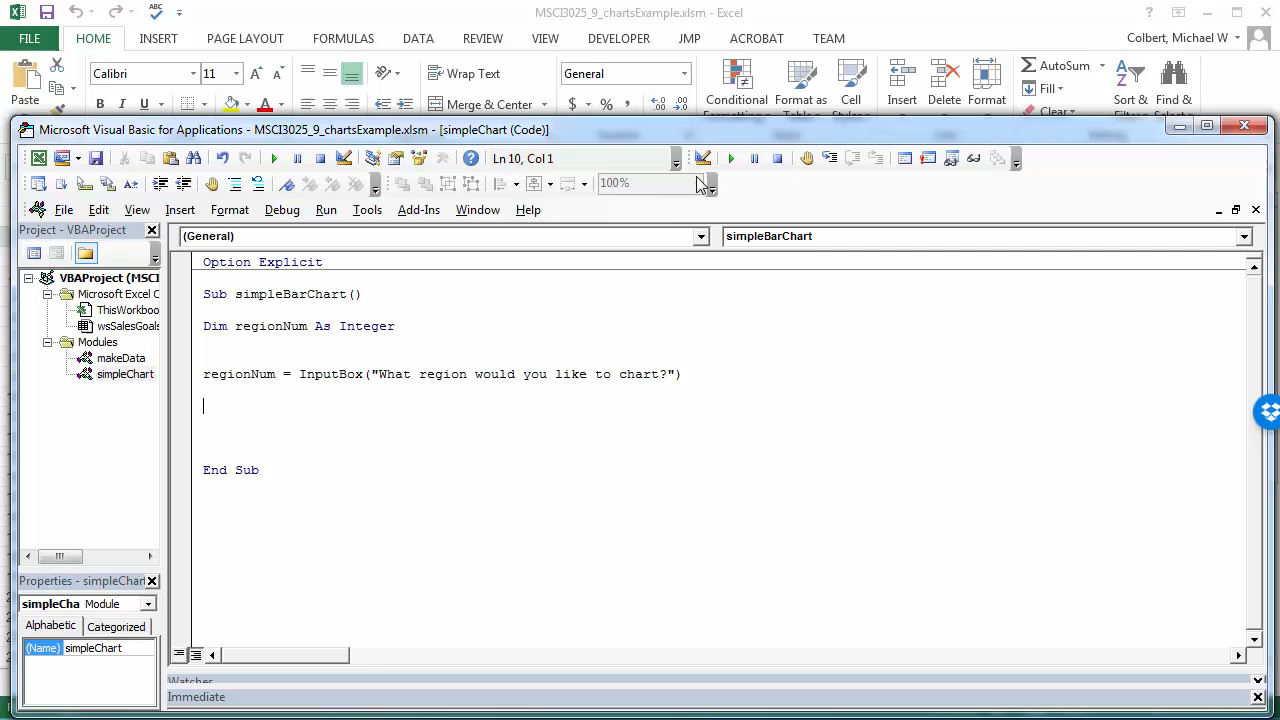 MSCI3025_9_chartsExample.xlsm - Excel
FILE HOME INSERT PAGE LAYOUT FORMULAS DATA REVIEW VIEW DEVELOPER JMP ACROBAT TEAM Colbert, Michael W
Calibri 11 Wrap Text General AutoSum
Fill
Paste B I U Merge & Center $ % Conditional Format as Cell Insert Delete Format Clear Sort & Find &
Microsoft Visual Basic for Applications - MSCI3025_9_chartsExample.xlsm - [simpleChart (Code)]
Ln 10, Col 1
100%
File Edit View Insert Format Debug Run Tools Add-Ins Window Help
Project - VBAProject
(General) simpleBarChart
VBAProject (MSCI
Microsoft Excel O
ThisWorkboo
wsSalesGoals
Modules
makeData
simpleChart
Option Explicit
Sub simpleBarChart()
Dim regionNum As Integer
regionNum = InputBox("What region would you like to chart?")
End Sub
Properties - simpleChart
simpleCha Module
Alphabetic Categorized
(Name) simpleChart
Watches
Immediate